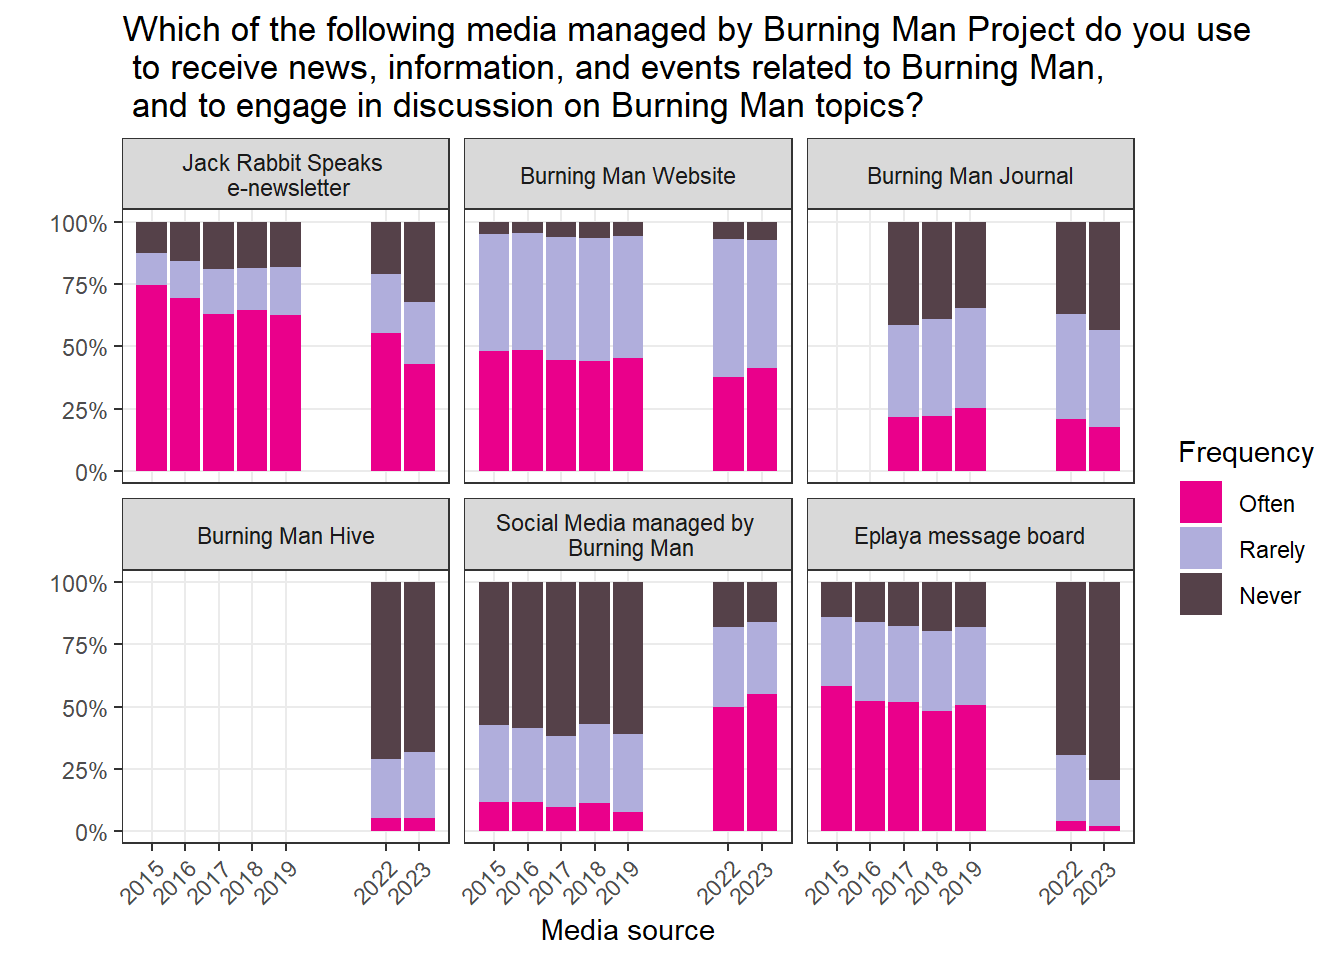 Which of the following media managed by Burning Man Project do you use
to receive news, information, and events related to Burning Man,
and to engage in discussion on Burning Man topics?
Jack Rabbit Speaks
e-newsletter
Burning Man Website
Burning Man Journal
100%
75%
50%
25%
0%
Burning Man Hive
Social Media managed by
Burning Man
Eplaya message board
100%
75%
50%
25%
0%
2015 2016 2017 2018 2019 2022 2023
2015 2016 2017 2018 2019 2022 2023
2015 2016 2017 2018 2019 2022 2023
Media source
Frequency
Often
Rarely
Never